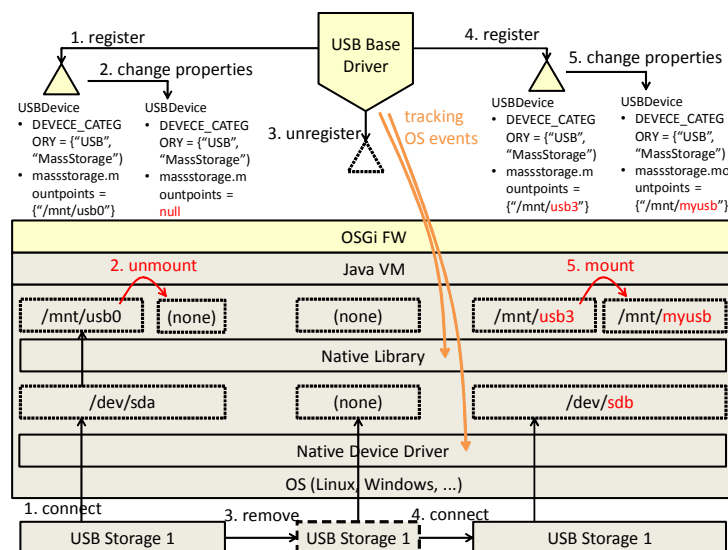 1. register
USB Base
Driver
4. register
2. change properties
5. change properties
3. unregister
tracking
OS events
USBDevice
• DEVECE_CATEG
ORY = {“USB”,
“MassStorage”)
• massstorage.m
ountpoints =
{“/mnt/usb0”}
USBDevice
• DEVECE_CATEG
ORY = {“USB”,
“MassStorage”)
• massstorage.m
ountpoints =
null
USBDevice
• DEVECE_CATEG
ORY = {“USB”,
“MassStorage”)
• massstorage.m
ountpoints =
{“/mnt/usb3”}
USBDevice
• DEVECE_CATEG
ORY = {“USB”,
“MassStorage”)
• massstorage.mo
untpoints =
{“/mnt/myusb”}
OSGi FW
Java VM
2. unmount
5. mount
/mnt/usb0
(none)
(none)
/mnt/usb3
/mnt/myusb
Native Library
/dev/sda
(none)
/dev/sdb
Native Device Driver
OS (Linux, Windows, ...)
1. connect
3. remove
4. connect
USB Storage 1
USB Storage 1
USB Storage 1